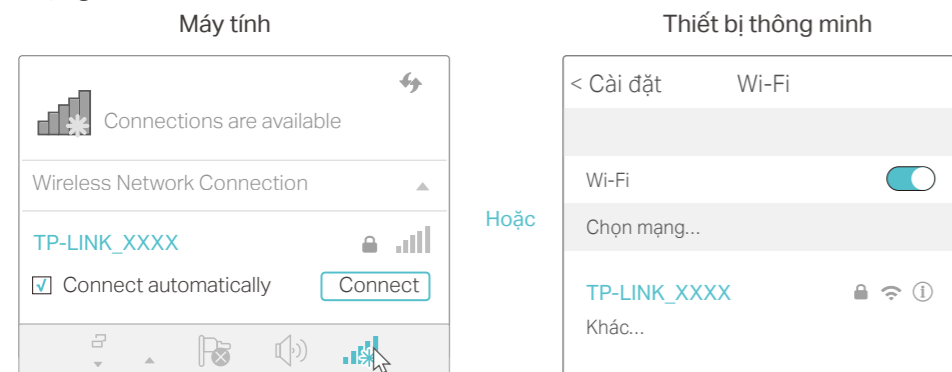 Máy tính
Thiết bị thông minh
Connections are available
Wireless Network Connection
TP-LINK_XXXX
Connect automatically
Connect
Hoặc
< Cài đặt
Wi-Fi
Wi-Fi
Chọn mạng...
TP-LINK_XXXX
Khác...